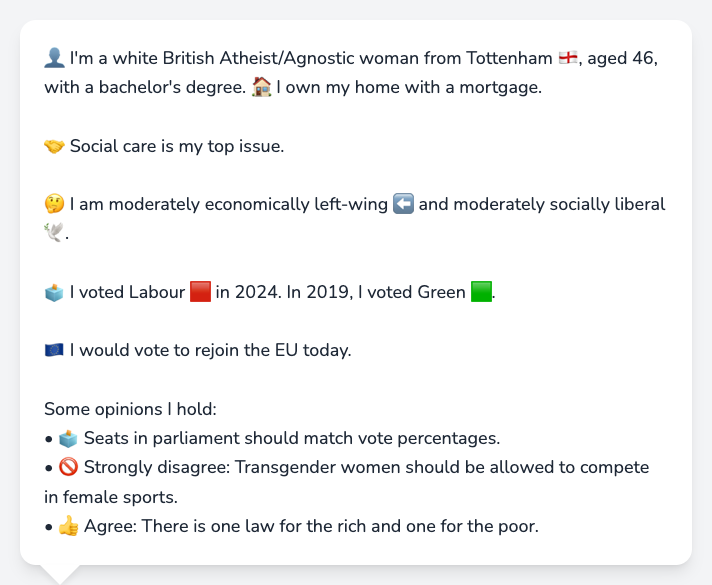 👤 I'm a white British Atheist/Agnostic woman from Tottenham 🏴󠁧󠁢󠁥󠁮󠁧󠁿, aged 46,
with a bachelor's degree. 🏠 I own my home with a mortgage.
🤝 Social care is my top issue.
🤔 I am moderately economically left-wing ⬅️ and moderately socially liberal
🕊️.
🗳️ I voted Labour 🟥 in 2024. In 2019, I voted Green 🟩.
🇪🇺 I would vote to rejoin the EU today.
Some opinions I hold:
• 🗳️ Seats in parliament should match vote percentages.
• 🚫 Strongly disagree: Transgender women should be allowed to compete
in female sports.
• 👍 Agree: There is one law for the rich and one for the poor.